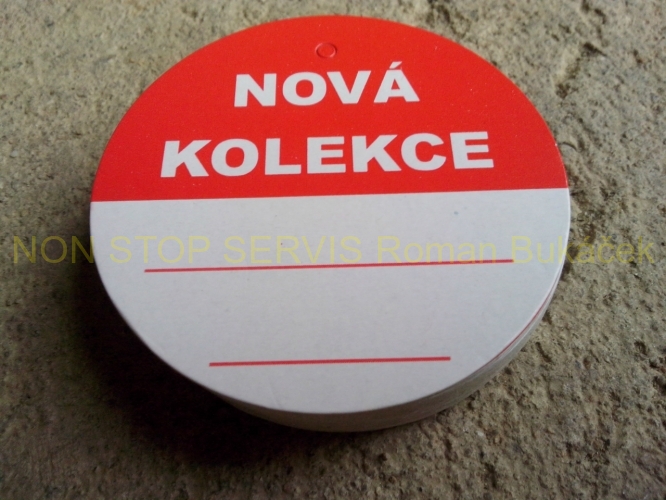 NOVÁ
KOLEKCE
NON STOP SERVIS Roman Bukáček